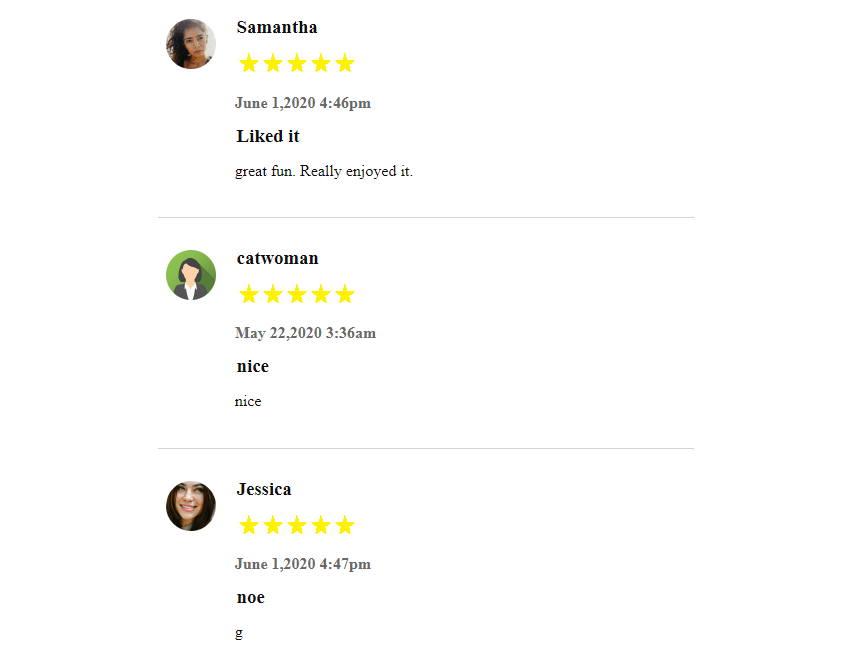 Samantha
June 1,2020 4:46pm
Liked it
great fun. Really enjoyed it.
catwoman
May 22,2020 3:36am
nice
nice
Jessica
June 1,2020 4:47pm
noe
g